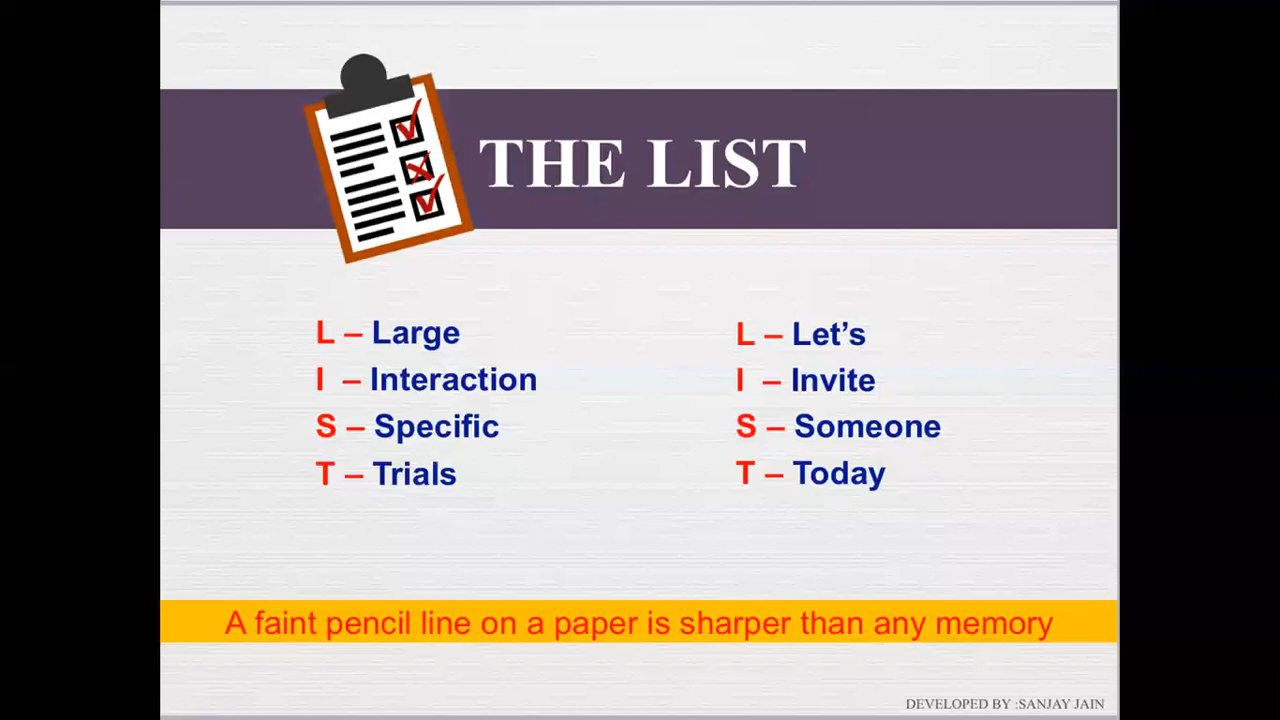 THE LIST
L – Large
I – Interaction
S – Specific
T – Trials
L – Let’s
I – Invite
S – Someone
T – Today
A faint pencil line on a paper is sharper than any memory
DEVELOPED BY :SANJAY JAIN